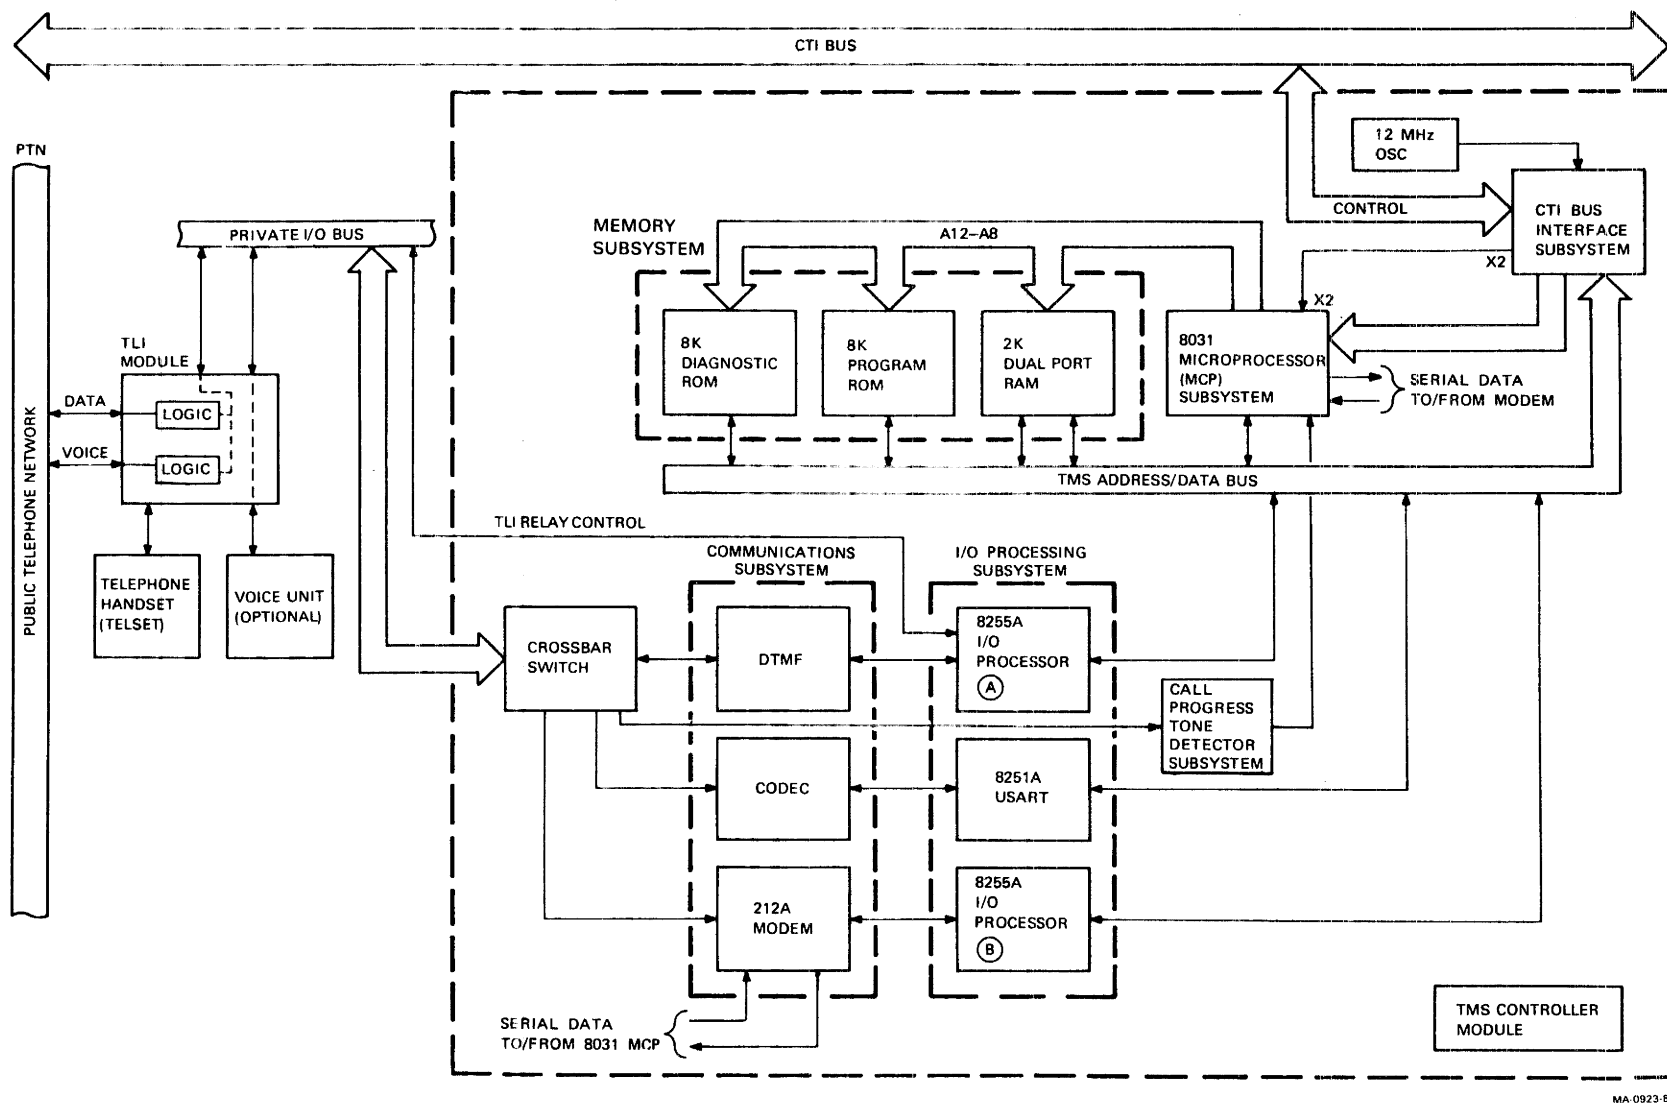 CTI BUS
PTN
12 MHz
OSC
PRIVATE I/O BUS
MEMORY
SUBSYSTEM
A12–A8
CONTROL
CTI BUS
INTERFACE
SUBSYSTEM
X2
X2
TLI
MODULE
8K
DIAGNOSTIC
ROM
8K
PROGRAM
ROM
2K
DUAL PORT
RAM
8031
MICROPROCESSOR
(MCP)
SUBSYSTEM
SERIAL DATA
TO/FROM MODEM
DATA
LOGIC
VOICE
LOGIC
PUBLIC TELEPHONE NETWORK
TMS ADDRESS/DATA BUS
TLI RELAY CONTROL
TELEPHONE
HANDSET
(TELSET)
VOICE UNIT
(OPTIONAL)
COMMUNICATIONS
SUBSYSTEM
I/O PROCESSING
SUBSYSTEM
CROSSBAR
SWITCH
DTMF
8255A
I/O
PROCESSOR
A
CALL
PROGRESS
TONE
DETECTOR
SUBSYSTEM
CODEC
8251A
USART
212A
MODEM
8255A
I/O
PROCESSOR
B
SERIAL DATA
TO/FROM 8031 MCP
TMS CONTROLLER
MODULE